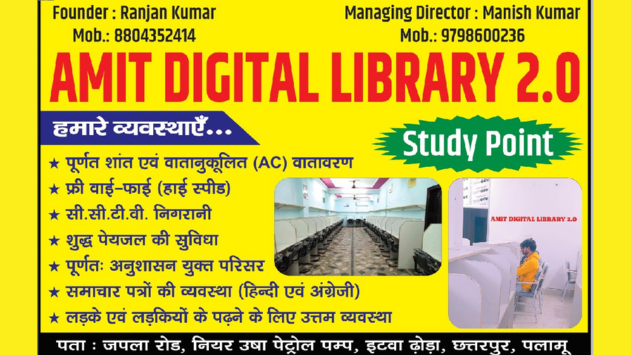 Founder : Ranjan Kumar
Mob.: 8804352414
Managing Director : Manish Kumar
Mob.: 9798600236
AMIT DIGITAL LIBRARY 2.0
हमारे व्यवस्थाएँ...
Study Point
★ पूर्णत शांत एवं वातानुकूलित (AC) वातावरण
★ फ्री वाई-फाई (हाई स्पीड)
★ सी.सी.टी.वी. निगरानी
★ शुद्ध पेयजल की सुविधा
★ पूर्णतः अनुशासन युक्त परिसर
★ समाचार पत्रों की व्यवस्था (हिन्दी एवं अंग्रेजी)
★ लड़के एवं लड़कियों के पढ़ने के लिए उत्तम व्यवस्था
AMIT DIGITAL LIBRARY 2.0
पता : जपला रोड, नियर उषा पेट्रोल पम्प, इटवा ढ़ोड़ा, छत्तरपुर, पलामू